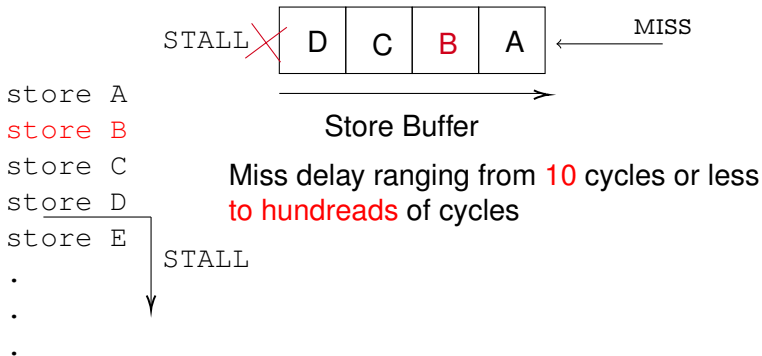 STALL D C B A MISS
store A
store B
Store Buffer
store C
Miss delay ranging from 10 cycles or less
store D
to hundreads of cycles
store E
STALL
.
.
.